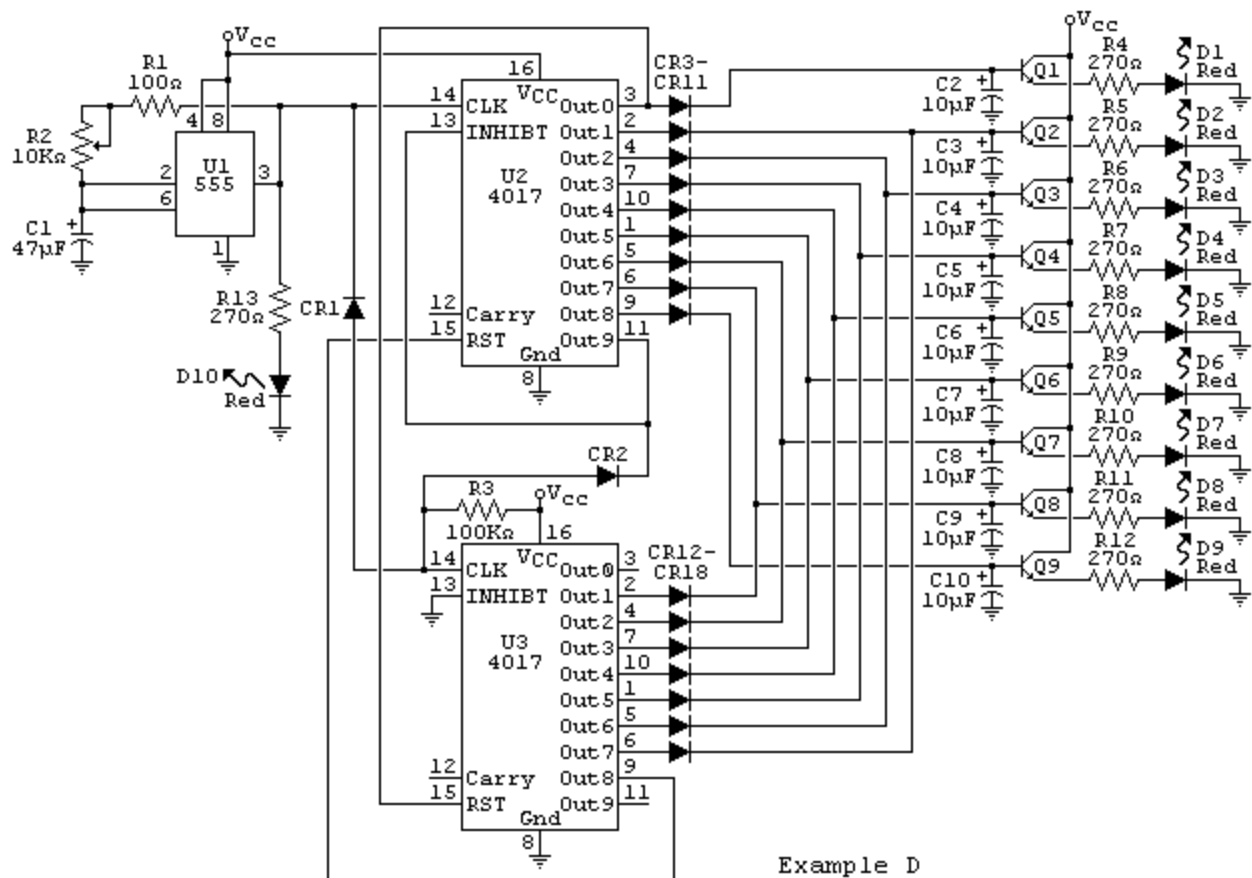 Vcc
R1
100Ω
R2
10KΩ
C1
47µF
4 8
2
6
3
1
U1
555
R13
270Ω
D10
Red
CR1
CR2
16
14 CLK
13 INHIBT
Vcc
U2
4017
12 Carry
15 RST
Gnd
8
Out0 3
Out1 2
Out2 4
Out3 7
Out4 10
Out5 1
Out6 5
Out7 6
Out8 9
Out9 11
CR3-
CR11
R3
100KΩ
Vcc
16
14 CLK
13 INHIBT
Vcc
U3
4017
12 Carry
15 RST
Gnd
8
Out0 3
Out1 2
Out2 4
Out3 7
Out4 10
Out5 1
Out6 5
Out7 6
Out8 9
Out9 11
CR12-
CR18
Vcc
C2
10µF
+
Q1
R4
270Ω
D1
Red
C3
10µF
+
Q2
R5
270Ω
D2
Red
C4
10µF
+
Q3
R6
270Ω
D3
Red
C5
10µF
+
Q4
R7
270Ω
D4
Red
C6
10µF
+
Q5
R8
270Ω
D5
Red
C7
10µF
+
Q6
R9
270Ω
D6
Red
C8
10µF
+
Q7
R10
270Ω
D7
Red
C9
10µF
+
Q8
R11
270Ω
D8
Red
C10
10µF
+
Q9
R12
270Ω
D9
Red
Example D